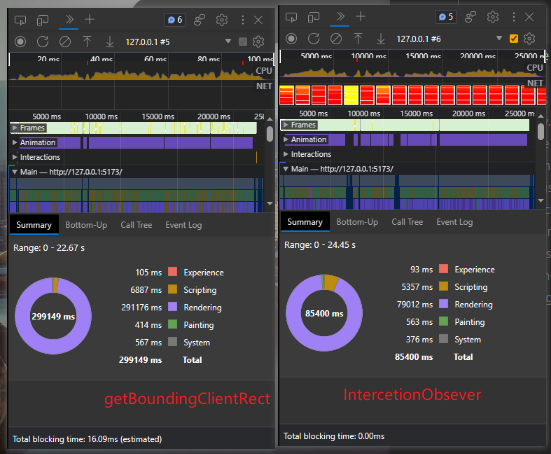 6
127.0.0.1 #5
20 ms
40 ms
60 ms
80 ms
100 ms
CPU
NET
5000 ms
10000 ms
15000 ms
20000 ms
Frames
Animation
Interactions
Main — http://127.0.0.1:5173/
Summary
Bottom-Up
Call Tree
Event Log
Range: 0 - 22.67 s
299149 ms
105 ms Experience
6887 ms Scripting
291176 ms Rendering
414 ms Painting
567 ms System
299149 ms Total
getBoundingClientRect
Total blocking time: 16.09ms (estimated)
5
127.0.0.1 #6
5000 ms
10000 ms
15000 ms
20000 ms
25000 ms
CPU
NET
5000 ms
10000 ms
15000 ms
20000 ms
25000 ms
Frames
Animation
Interactions
Main — http://127.0.0.1:5173/
Summary
Bottom-Up
Call Tree
Event Log
Range: 0 - 24.45 s
85400 ms
93 ms Experience
5357 ms Scripting
79012 ms Rendering
563 ms Painting
376 ms System
85400 ms Total
IntercetionObsever
Total blocking time: 0.00ms